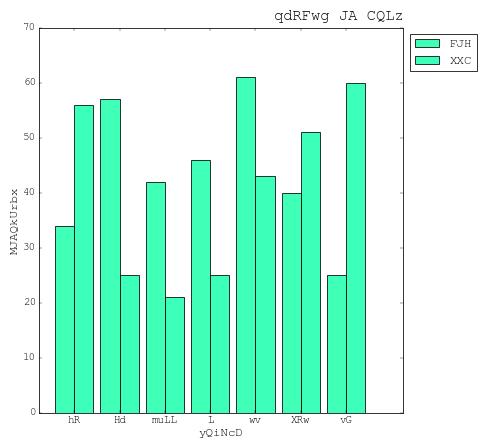 qdRFwg JA CQLz
FJH
XXC
70
60
50
40
30
20
10
0
MJAQkUrbx
hR Hd muLL L wv XRw vG
yQiNcD